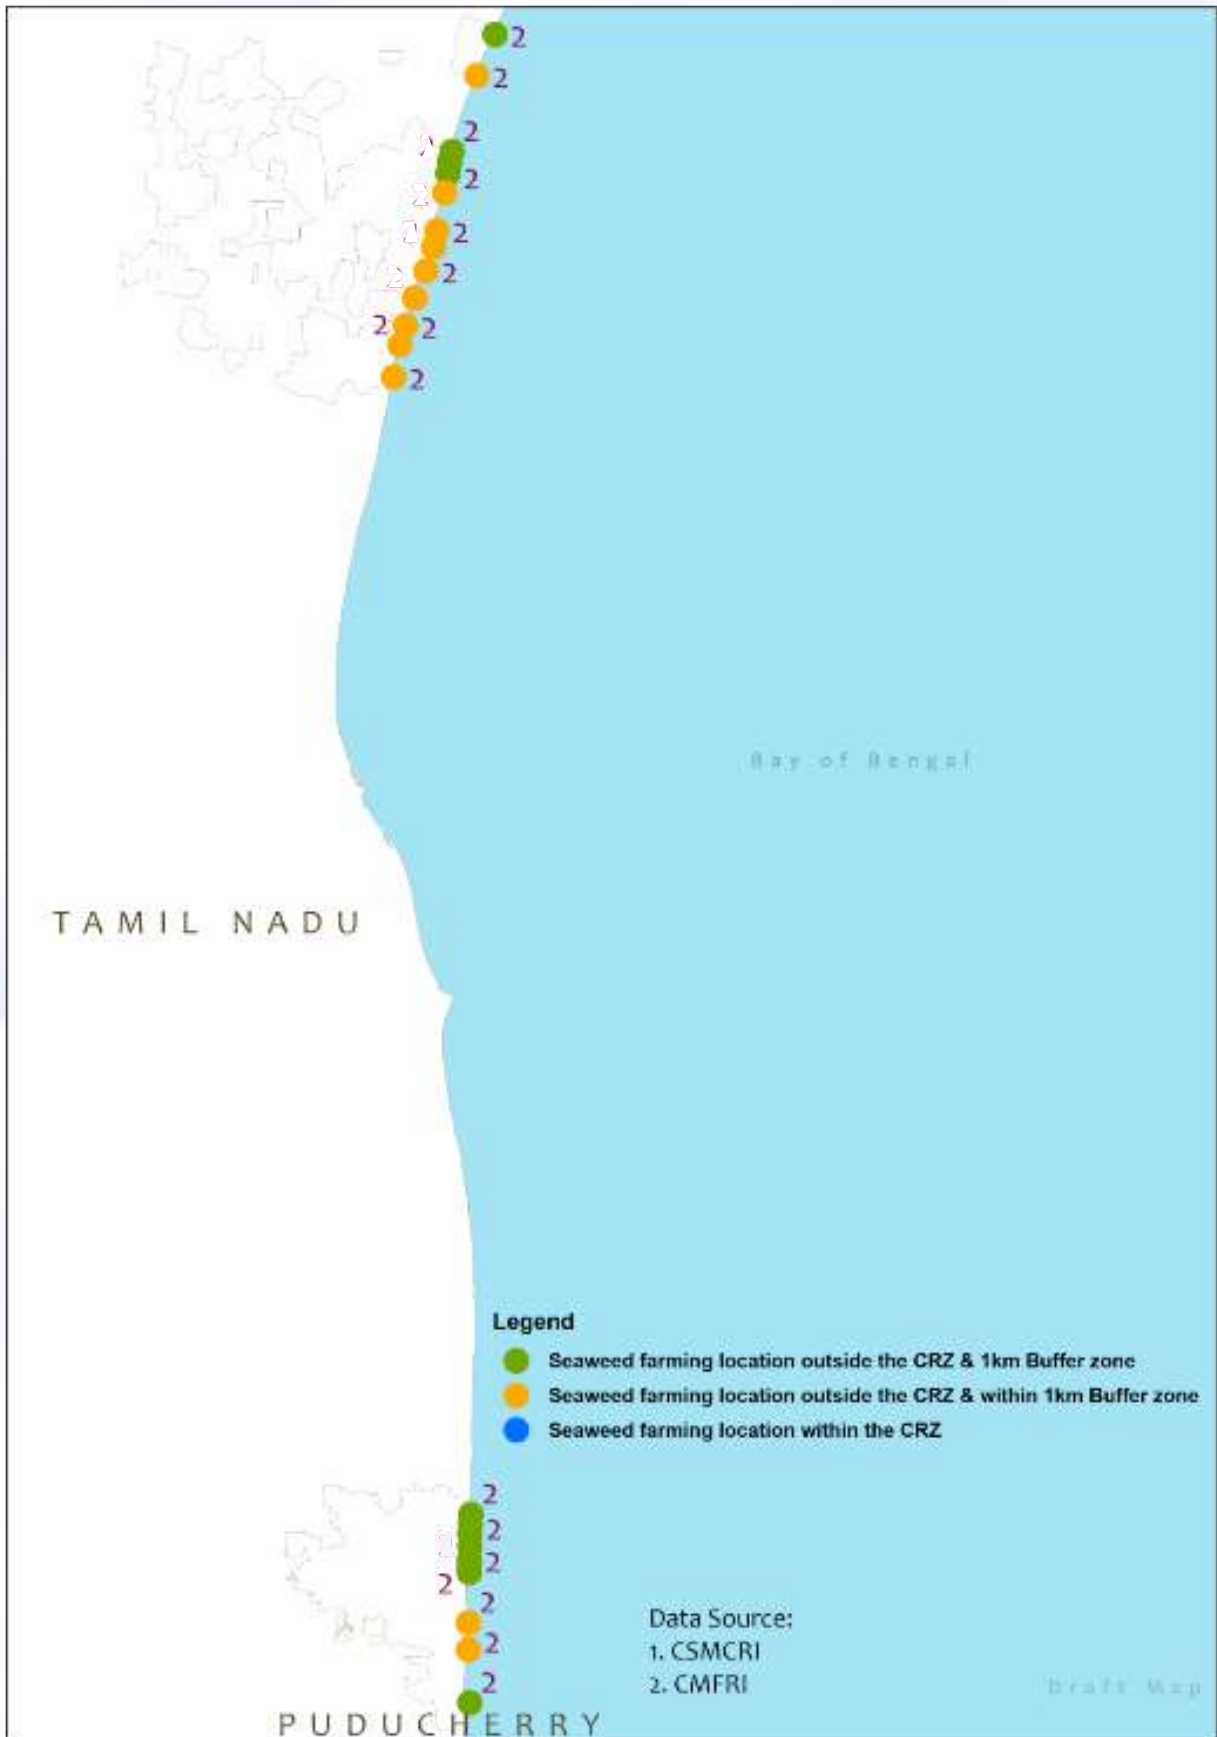 2
2
2
2
2
2
2
2
2
2
2
Bay of Bengal
TAMIL NADU
Legend
Seaweed farming location outside the CRZ & 1km Buffer zone
Seaweed farming location outside the CRZ & within 1km Buffer zone
Seaweed farming location within the CRZ
2
2
2
2
2
2
2
Data Source:
1. CSMCRI
2. CMFRI
Draft Map
PUDUCHERRY